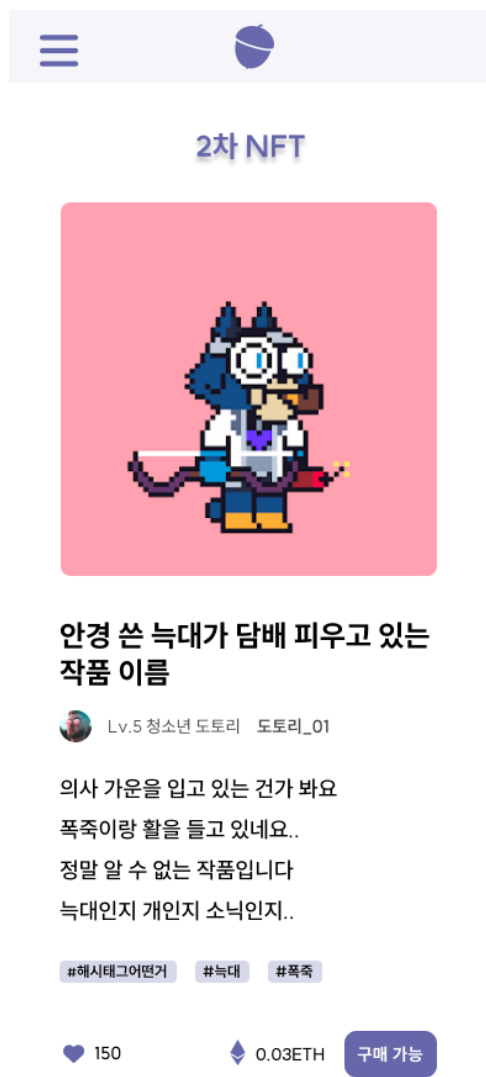 2차 NFT
안경 쓴 늑대가 담배 피우고 있는
작품 이름
Lv.5 청소년 도토리 도토리_01
의사 가운을 입고 있는 건가 봐요
폭죽이랑 활을 들고 있네요..
정말 알 수 없는 작품입니다
늑대인지 개인지 소닉인지..
#해시태그어떤거 #늑대 #폭죽
150 0.03ETH 구매 가능